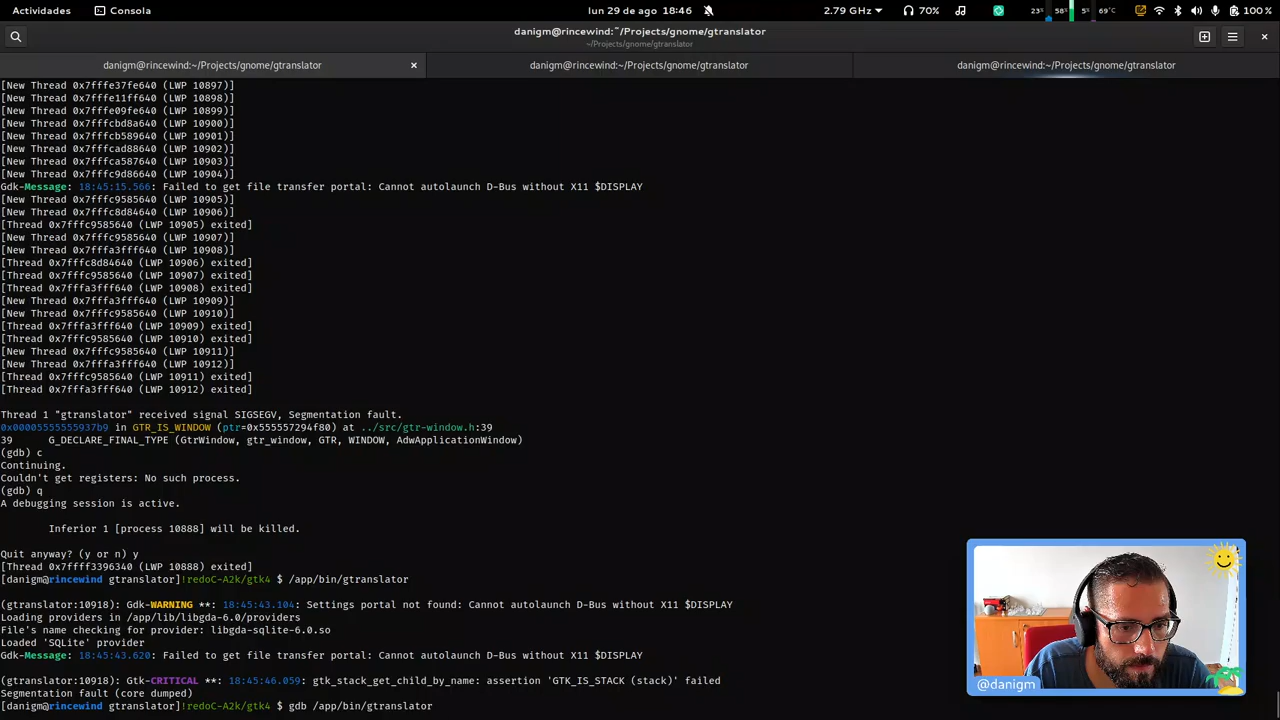 Actividades
Consola
lun 29 de ago 18:46
2.79 GHz
70%
23%
58%
5%
69°C
100 %
danigm@rincewind:~/Projects/gnome/gtranslator
~/Projects/gnome/gtranslator
danigm@rincewind:~/Projects/gnome/gtranslator
danigm@rincewind:~/Projects/gnome/gtranslator
danigm@rincewind:~/Projects/gnome/gtranslator
[New Thread 0x7fffe37fe640 (LWP 10897)]
[New Thread 0x7fffe11ff640 (LWP 10898)]
[New Thread 0x7fffe09fe640 (LWP 10899)]
[New Thread 0x7fffcbd8a640 (LWP 10900)]
[New Thread 0x7fffcb589640 (LWP 10901)]
[New Thread 0x7fffcad88640 (LWP 10902)]
[New Thread 0x7fffca587640 (LWP 10903)]
[New Thread 0x7fffc9d86640 (LWP 10904)]
Gdk-Message: 18:45:15.566: Failed to get file transfer portal: Cannot autolaunch D-Bus without X11 $DISPLAY
[New Thread 0x7fffc9585640 (LWP 10905)]
[New Thread 0x7fffc8d84640 (LWP 10906)]
[Thread 0x7fffc9585640 (LWP 10905) exited]
[New Thread 0x7fffc9585640 (LWP 10907)]
[New Thread 0x7fffa3fff640 (LWP 10908)]
[Thread 0x7fffc8d84640 (LWP 10906) exited]
[Thread 0x7fffc9585640 (LWP 10907) exited]
[Thread 0x7fffa3fff640 (LWP 10908) exited]
[New Thread 0x7fffa3fff640 (LWP 10909)]
[New Thread 0x7fffc9585640 (LWP 10910)]
[Thread 0x7fffa3fff640 (LWP 10909) exited]
[Thread 0x7fffc9585640 (LWP 10910) exited]
[New Thread 0x7fffc9585640 (LWP 10911)]
[New Thread 0x7fffa3fff640 (LWP 10912)]
[Thread 0x7fffc9585640 (LWP 10911) exited]
[Thread 0x7fffa3fff640 (LWP 10912) exited]
Thread 1 "gtranslator" received signal SIGSEGV, Segmentation fault.
0x00005555555937b9 in GTR_IS_WINDOW (ptr=0x555557294f80) at ../src/gtr-window.h:39
39 G_DECLARE_FINAL_TYPE (GtrWindow, gtr_window, GTR, WINDOW, AdwApplicationWindow)
(gdb) c
Continuing.
Couldn't get registers: No such process.
(gdb) q
A debugging session is active.
Inferior 1 [process 10888] will be killed.
Quit anyway? (y or n) y
[Thread 0x7ffff3396340 (LWP 10888) exited]
[danigm@rincewind gtranslator]!redoC-A2k/gtk4 $ /app/bin/gtranslator
(gtranslator:10918): Gdk-WARNING **: 18:45:43.104: Settings portal not found: Cannot autolaunch D-Bus without X11 $DISPLAY
Loading providers in /app/lib/libgda-6.0/providers
File's name checking for provider: libgda-sqlite-6.0.so
Loaded 'SQLite' provider
Gdk-Message: 18:45:43.620: Failed to get file transfer portal: Cannot autolaunch D-Bus without X11 $DISPLAY
(gtranslator:10918): Gtk-CRITICAL **: 18:45:46.059: gtk_stack_get_child_by_name: assertion 'GTK_IS_STACK (stack)' failed
Segmentation fault (core dumped)
[danigm@rincewind gtranslator]!redoC-A2k/gtk4 $ gdb /app/bin/gtranslator
@danigm